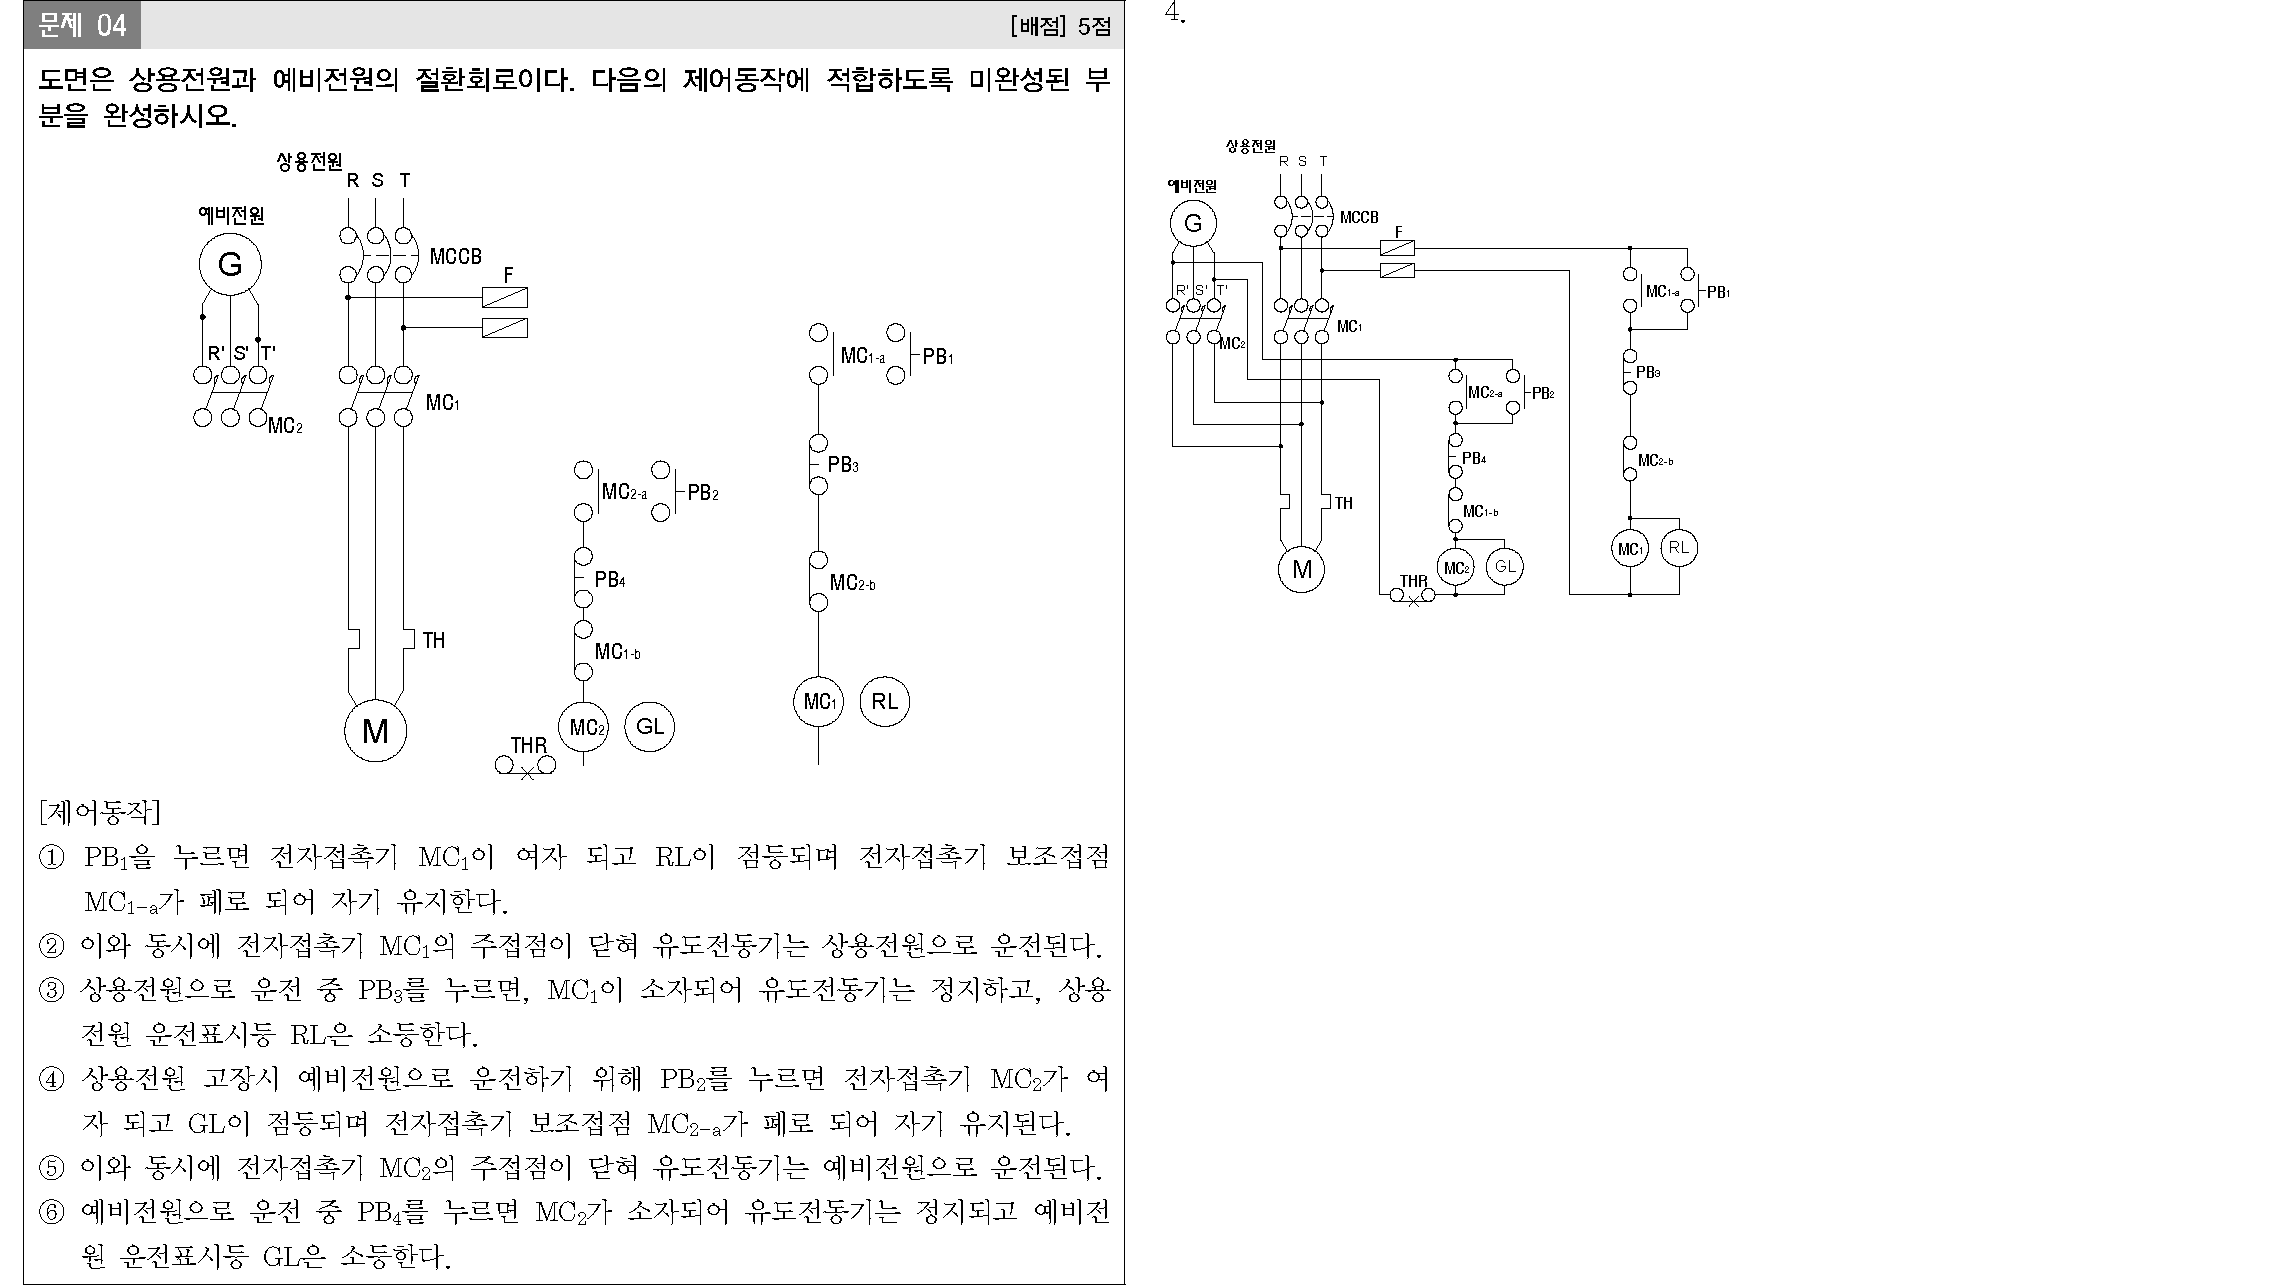 문제 04
[배점] 5점
도면은 상용전원과 예비전원의 절환회로이다. 다음의 제어동작에 적합하도록 미완성된 부
분을 완성하시오.
상용전원
R S T
예비전원
G
MCCB
F
R' S' T'
MC₂
MC₁
MC₁₋ₐ
PB₁
PB₃
MC₂₋ₐ
PB₂
PB₄
MC₂₋b
MC₁₋b
TH
M
THR
MC₂
GL
MC₁
RL
[제어동작]
① PB₁을 누르면 전자접촉기 MC₁이 여자 되고 RL이 점등되며 전자접촉기 보조접점
MC₁₋ₐ가 폐로 되어 자기 유지한다.
② 이와 동시에 전자접촉기 MC₁의 주접점이 닫혀 유도전동기는 상용전원으로 운전된다.
③ 상용전원으로 운전 중 PB₃를 누르면, MC₁이 소자되어 유도전동기는 정지하고, 상용
전원 운전표시등 RL은 소등한다.
④ 상용전원 고장시 예비전원으로 운전하기 위해 PB₂를 누르면 전자접촉기 MC₂가 여
자 되고 GL이 점등되며 전자접촉기 보조접점 MC₂₋ₐ가 폐로 되어 자기 유지된다.
⑤ 이와 동시에 전자접촉기 MC₂의 주접점이 닫혀 유도전동기는 예비전원으로 운전된다.
⑥ 예비전원으로 운전 중 PB₄를 누르면 MC₂가 소자되어 유도전동기는 정지되고 예비전
원 운전표시등 GL은 소등한다.
4.
상용전원
R S T
예비전원
G
MCCB
F
R' S' T'
MC₂
MC₁
MC₁₋ₐ
PB₁
PB₃
MC₂₋ₐ
PB₂
PB₄
MC₂₋b
TH
MC₁₋b
M
THR
MC₂
GL
MC₁
RL